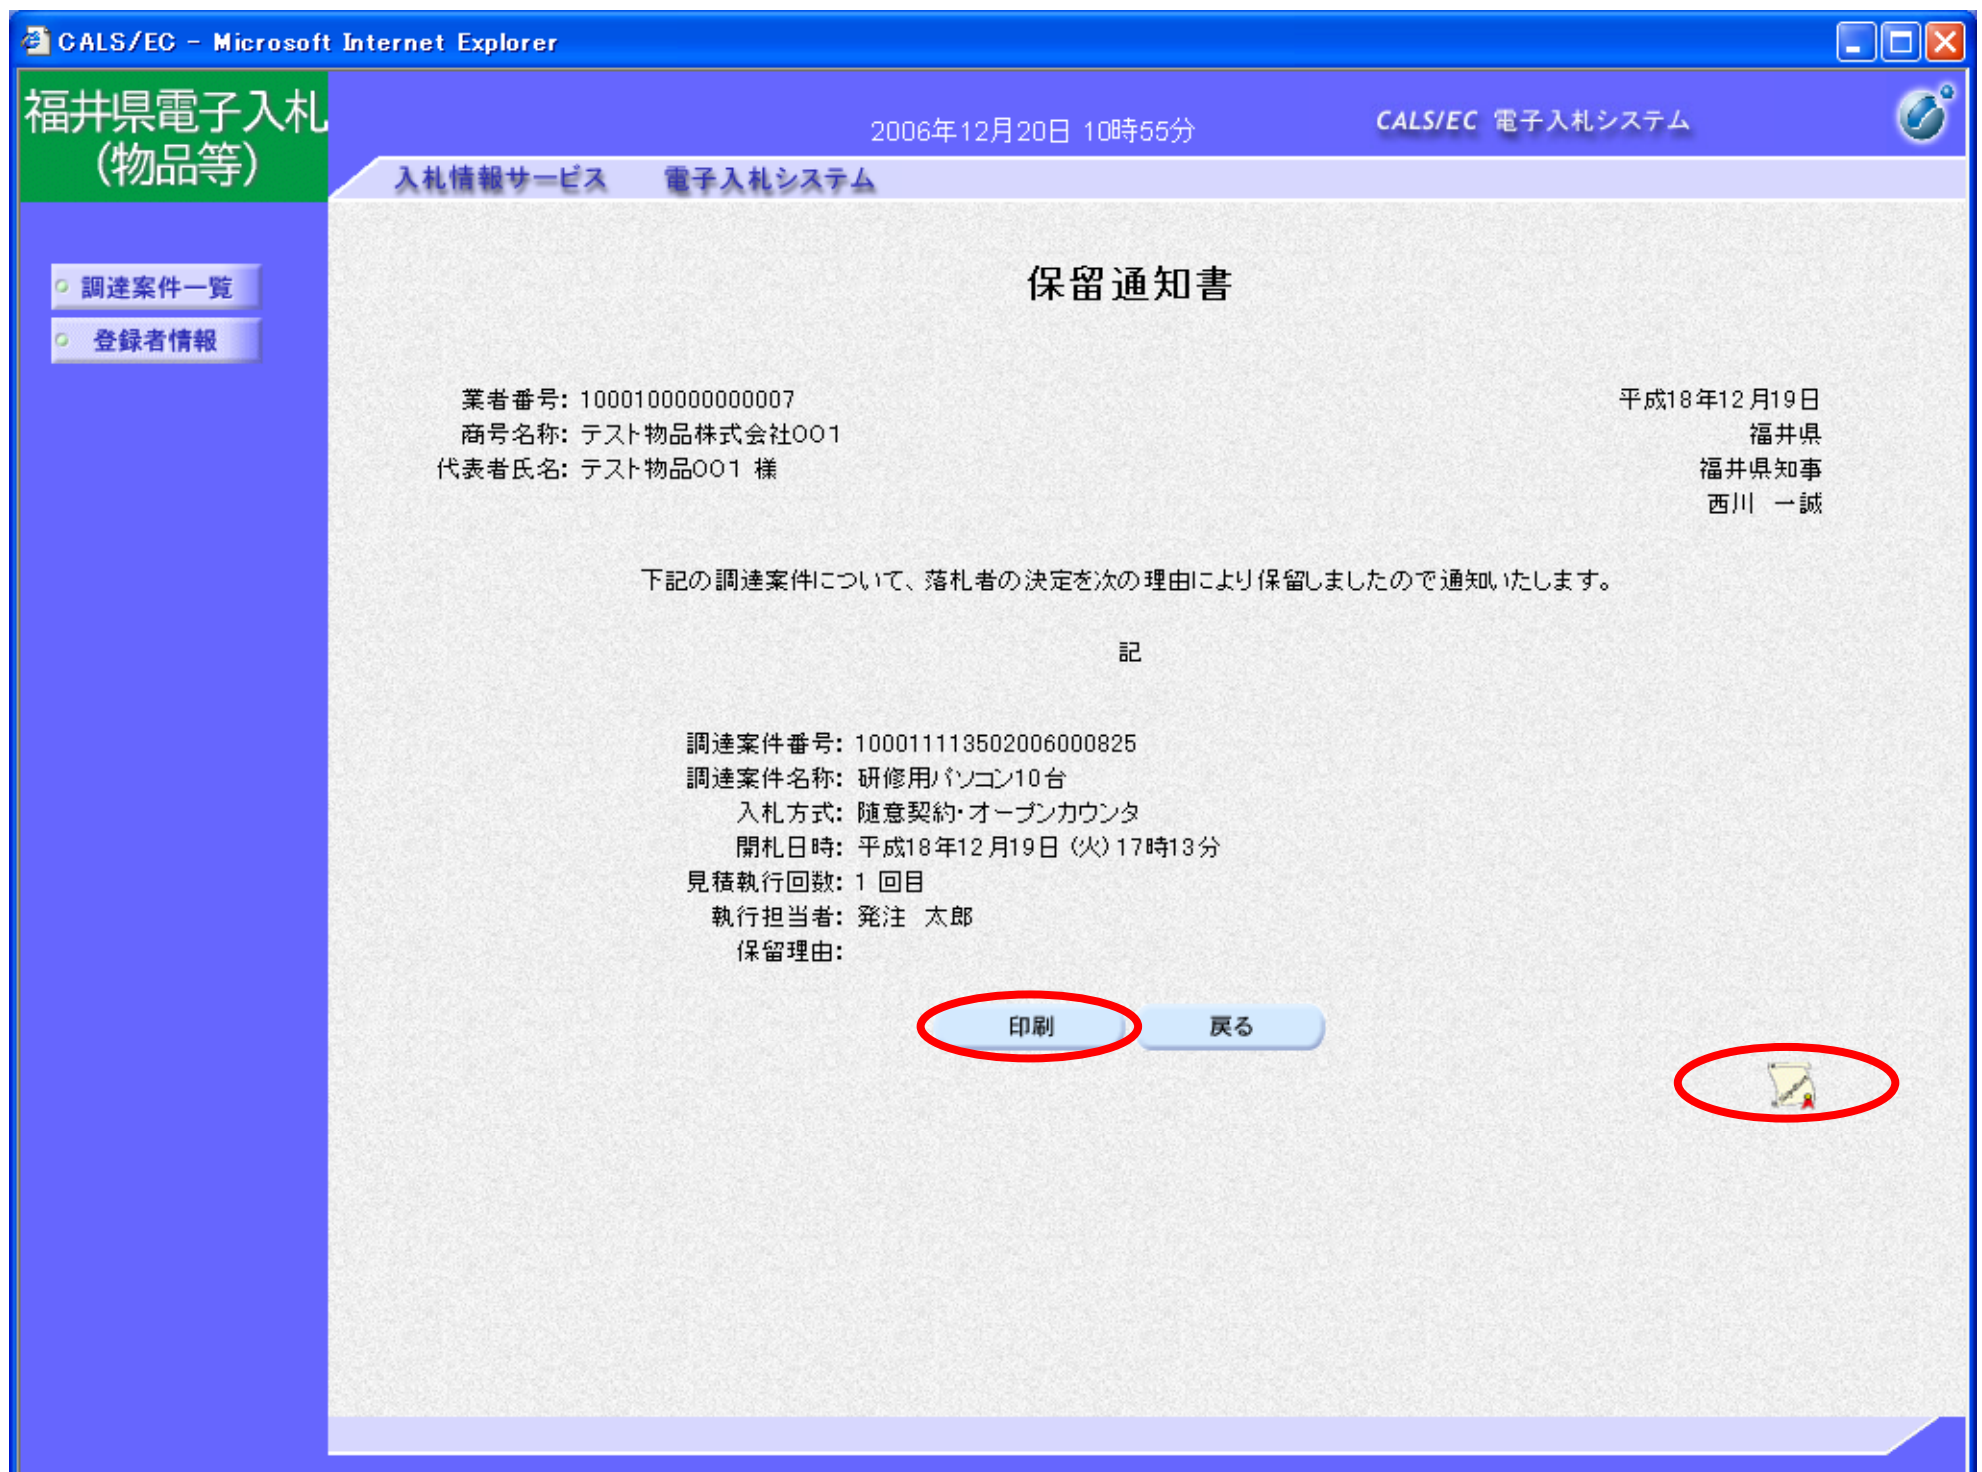 CALS/EC - Microsoft Internet Explorer
福井県電子入札
(物品等)
2006年12月20日 10時55分
CALS/EC 電子入札システム
入札情報サービス 電子入札システム
調達案件一覧
登録者情報
保留通知書
業者番号: 1000100000000007
商号名称: テスト物品株式会社001
代表者氏名: テスト物品001 様
平成18年12月19日
福井県
福井県知事
西川 一誠
下記の調達案件について、落札者の決定を次の理由により保留しましたので通知いたします。
記
調達案件番号: 100011113502006000825
調達案件名称: 研修用パソコン10台
入札方式: 随意契約・オープンカウンタ
開札日時: 平成18年12月19日 (火) 17時13分
見積執行回数: 1 回目
執行担当者: 発注 太郎
保留理由:
印刷
戻る